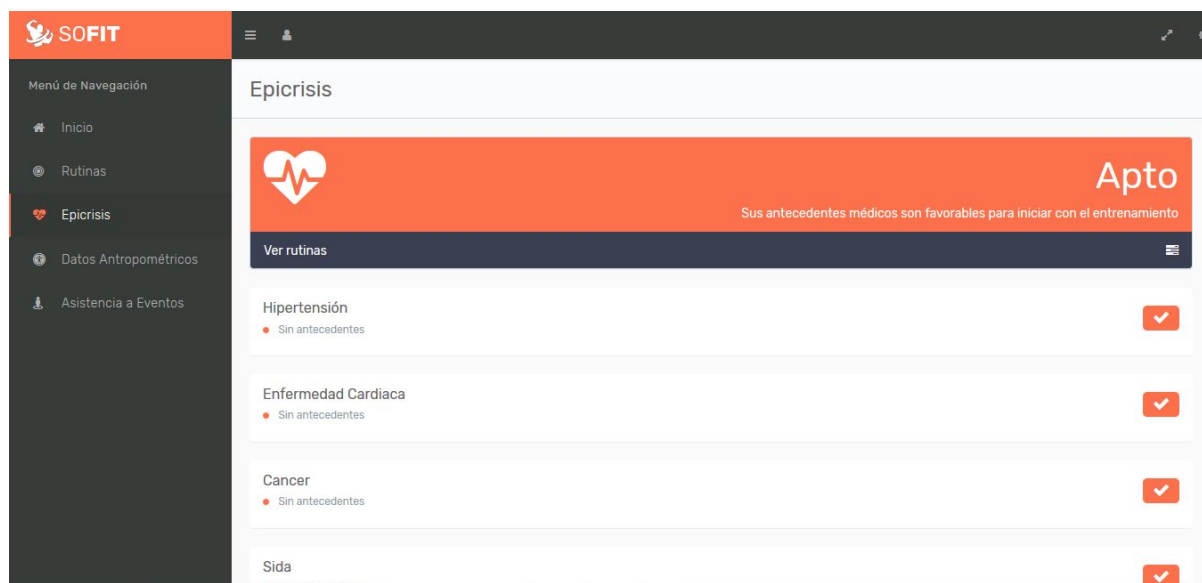 SOFIT
Menú de Navegación
Inicio
Rutinas
Epicrisis
Datos Antropométricos
Asistencia a Eventos
Epicrisis
Apto
Sus antecedentes médicos son favorables para iniciar con el entrenamiento
Ver rutinas
Hipertensión
Sin antecedentes
Enfermedad Cardiaca
Sin antecedentes
Cancer
Sin antecedentes
Sida